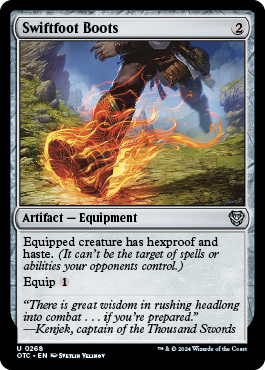 Swiftfoot Boots 2
Artifact — Equipment
Equipped creature has hexproof and
haste. (It can't be the target of spells or
abilities your opponents control.)
Equip 1
"There is great wisdom in rushing headlong
into combat . . . if you're prepared."
—Kenjek, captain of the Thousand Swords
U 0268
OTC • EN Svetlin Velinov
™ & © 2024 Wizards of the Coast